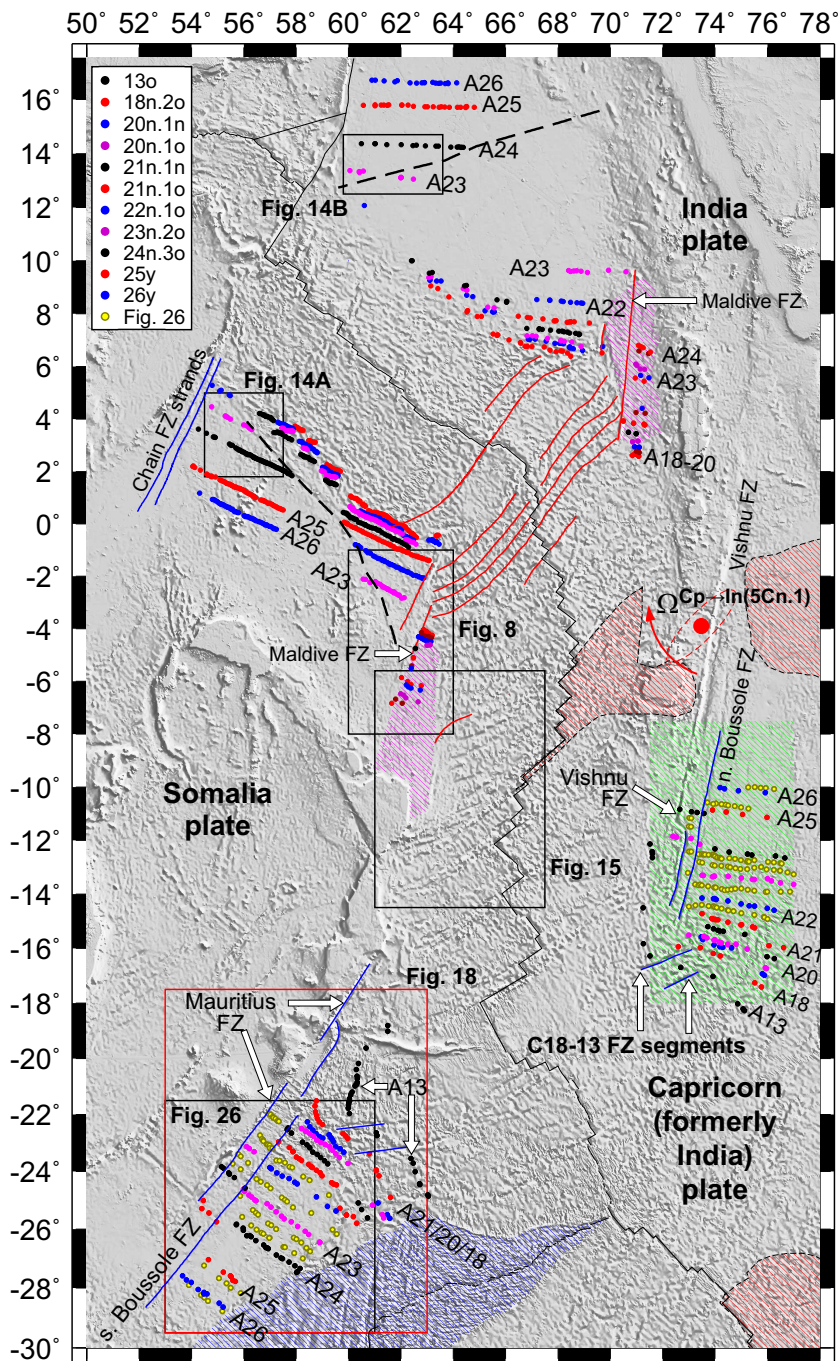 50˚ 52˚ 54˚ 56˚ 58˚ 60˚ 62˚ 64˚ 66˚ 68˚ 70˚ 72˚ 74˚ 76˚ 78˚
16˚
14˚
12˚
10˚
8˚
6˚
4˚
2˚
0˚
-2˚
-4˚
-6˚
-8˚
-10˚
-12˚
-14˚
-16˚
-18˚
-20˚
-22˚
-24˚
-26˚
-28˚
-30˚
13o
18n.2o
20n.1n
20n.1o
21n.1n
21n.1o
22n.1o
23n.2o
24n.3o
25y
26y
Fig. 26
A26
A25
A24
A23
Fig. 14B
India
plate
A23
A22
Maldive FZ
A24
A23
A18-20
Fig. 14A
Chain FZ strands
A25
A26
A23
Fig. 8
Maldive FZ
Vishnu FZ
ΩCp→In(5Cn.1)
n. Boussole FZ
Somalia
plate
Vishnu
FZ
A26
A25
Fig. 15
A22
A21
A20
A18
A13
C18-13 FZ segments
Fig. 18
Mauritius
FZ
A13
Fig. 26
Capricorn
(formerly
India)
plate
A21/20/18
A23
A24
A25
A26
s. Boussole FZ